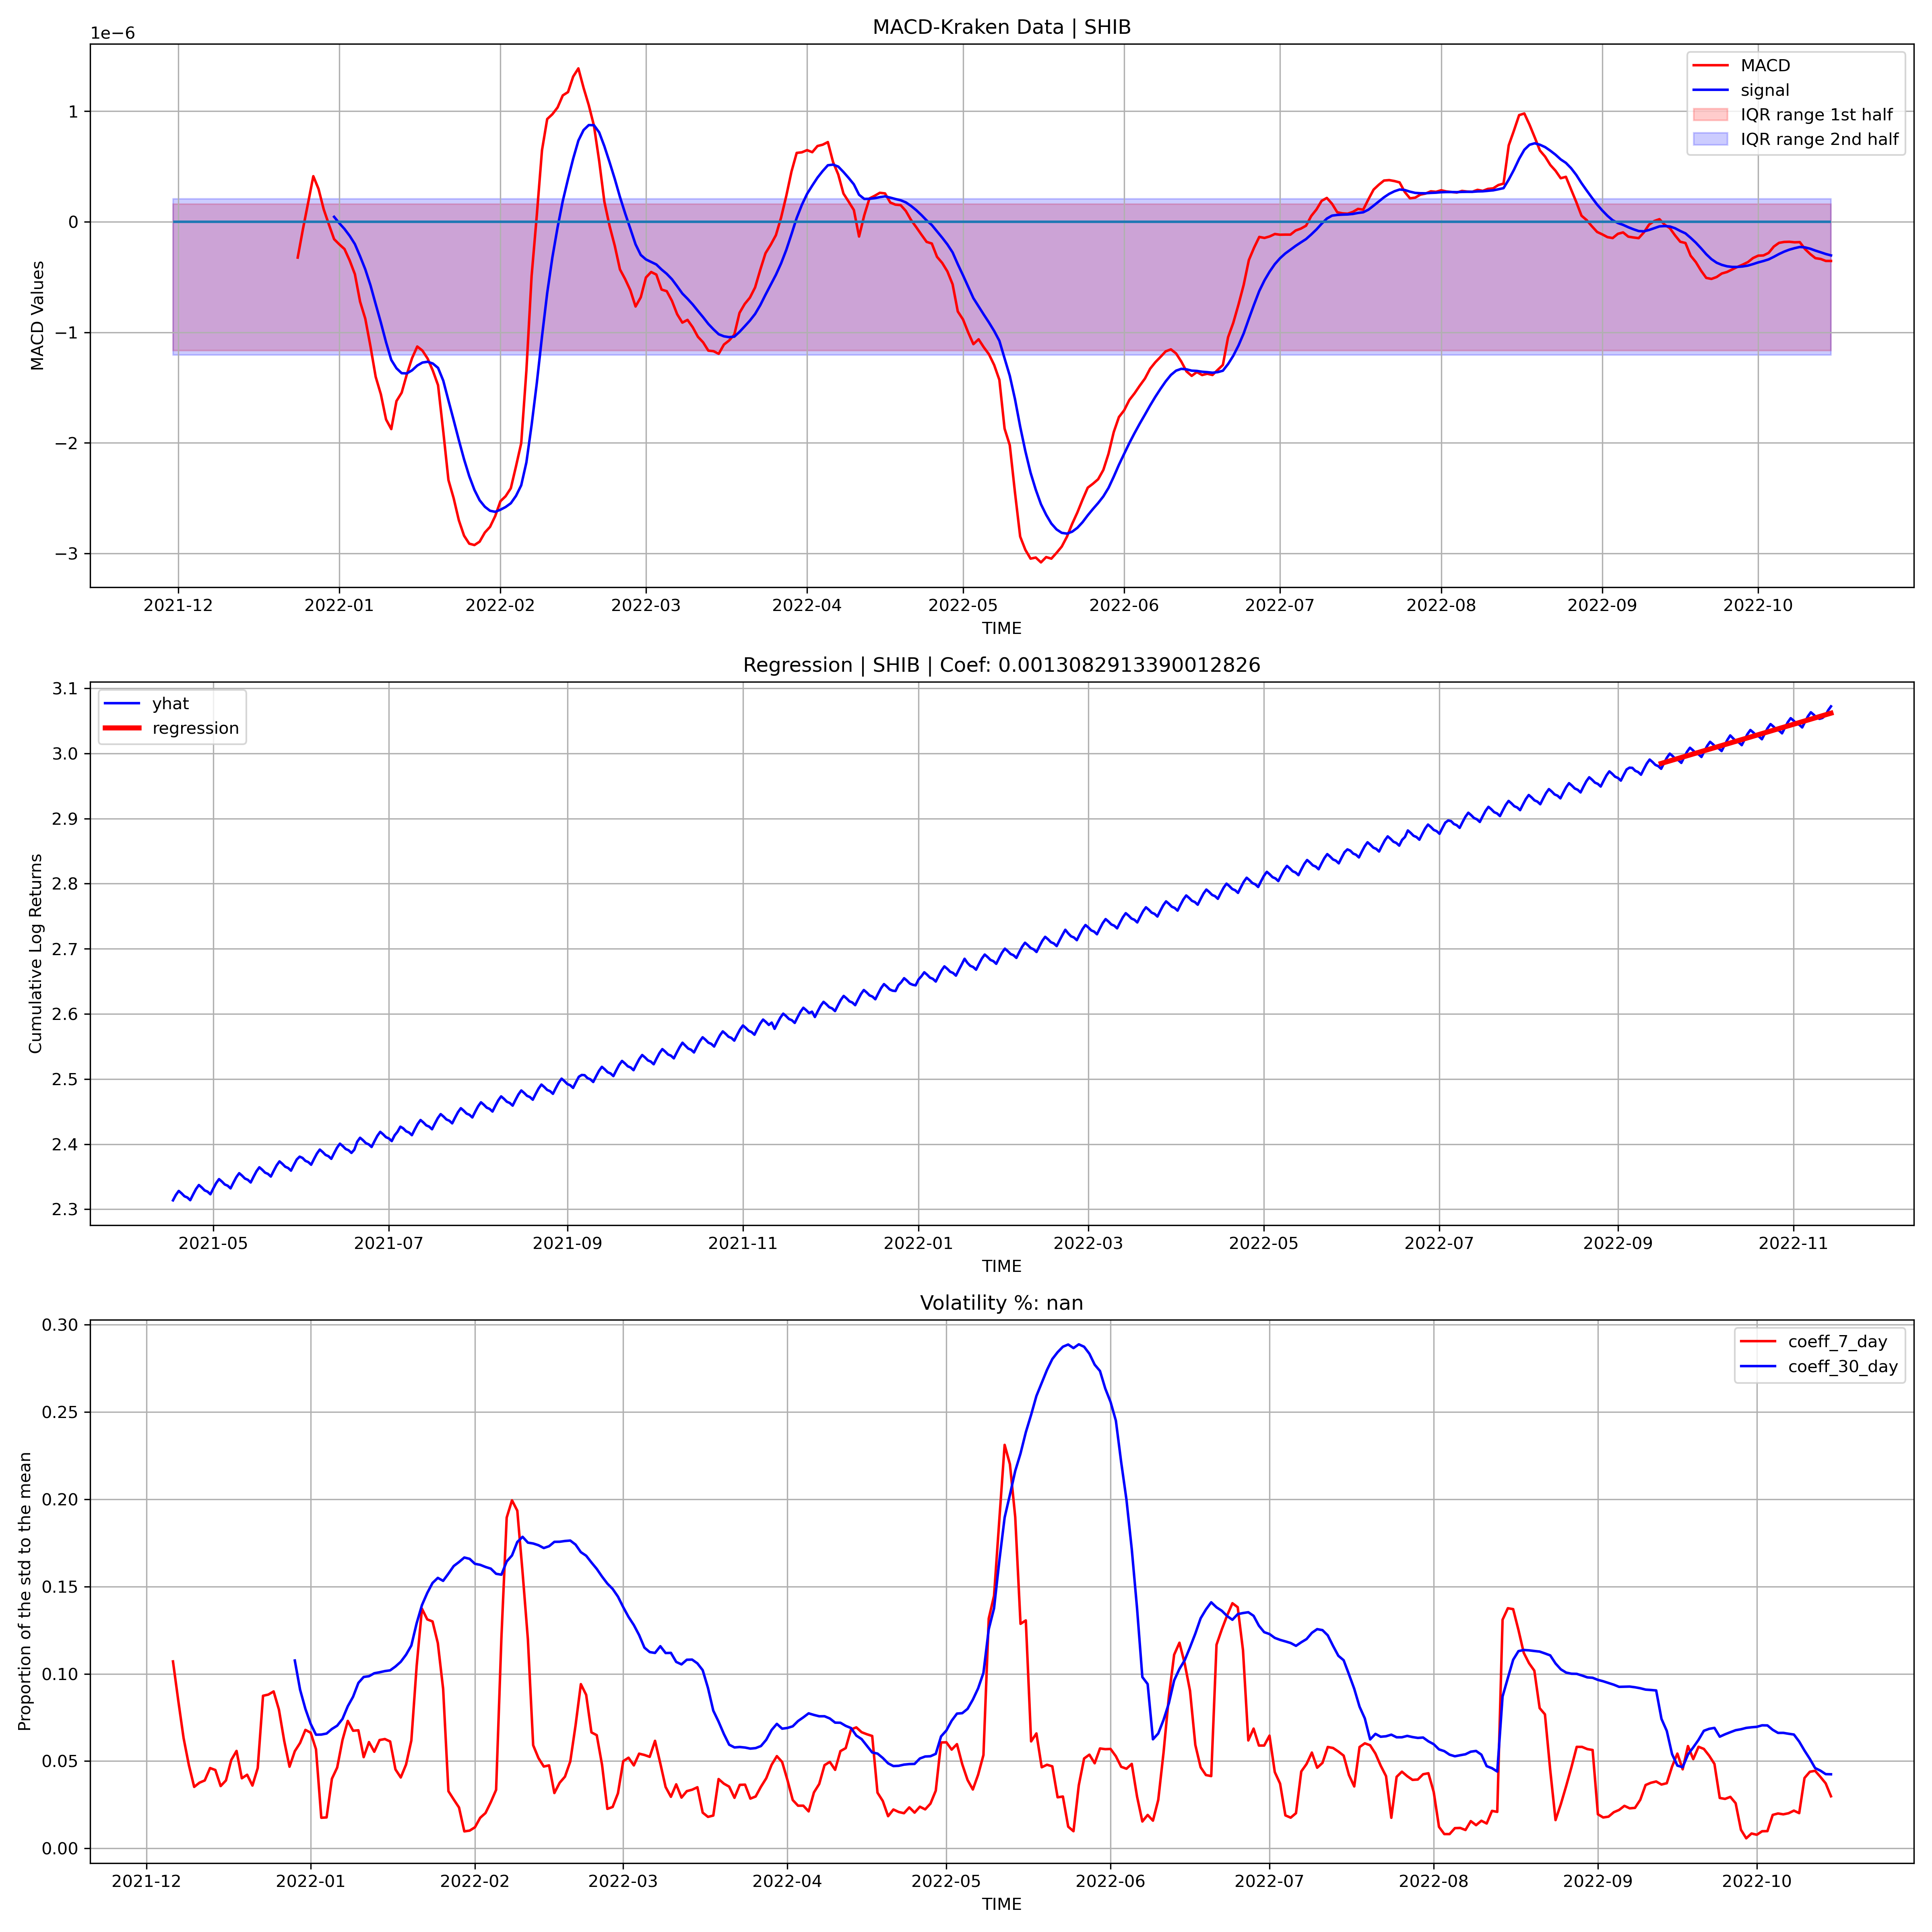 MACD-Kraken Data | SHIB
1e−6
MACD
signal
IQR range 1st half
IQR range 2nd half
1
0
−1
−2
−3
MACD Values
2021-12 2022-01 2022-02 2022-03 2022-04 2022-05 2022-06 2022-07 2022-08 2022-09 2022-10
TIME
Regression | SHIB | Coef: 0.0013082913390012826
yhat
regression
3.1
3.0
2.9
2.8
2.7
2.6
2.5
2.4
2.3
Cumulative Log Returns
2021-05 2021-07 2021-09 2021-11 2022-01 2022-03 2022-05 2022-07 2022-09 2022-11
TIME
Volatility %: nan
coeff_7_day
coeff_30_day
0.30
0.25
0.20
0.15
0.10
0.05
0.00
Proportion of the std to the mean
2021-12 2022-01 2022-02 2022-03 2022-04 2022-05 2022-06 2022-07 2022-08 2022-09 2022-10
TIME